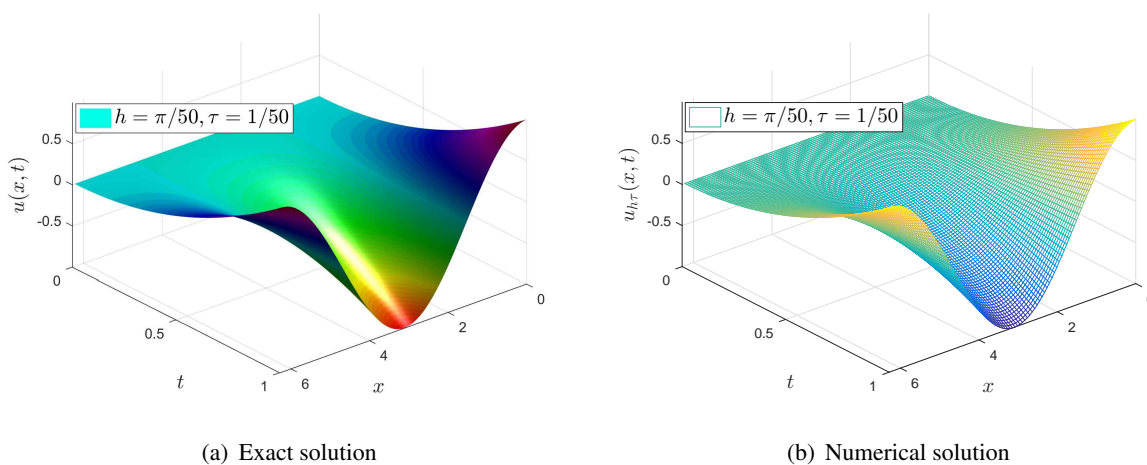 h = π/50, τ = 1/50
u(x, t)
0.5
0
-0.5
0
0.5
1
t
6
4
2
0
x
(a) Exact solution
h = π/50, τ = 1/50
u_{hτ}(x, t)
0.5
0
-0.5
0
0.5
1
t
6
4
2
x
(b) Numerical solution